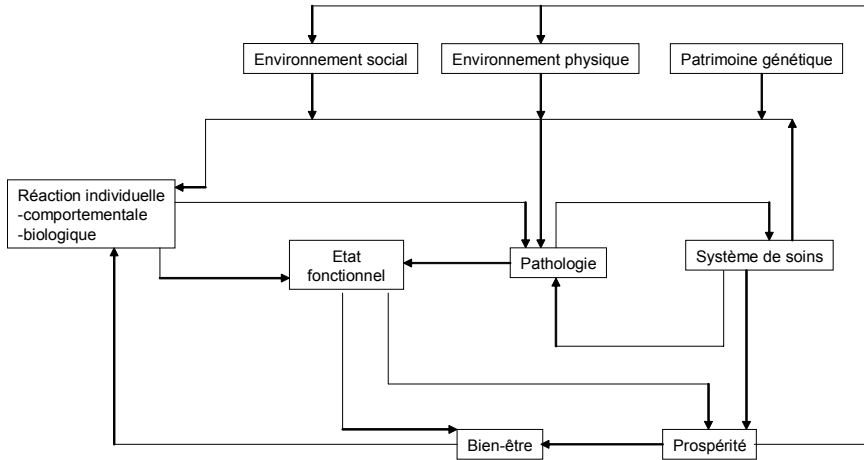 Environnement social
Environnement physique
Patrimoine génétique
Réaction individuelle
-comportementale
-biologique
Etat
fonctionnel
Pathologie
Système de soins
Bien-être
Prospérité